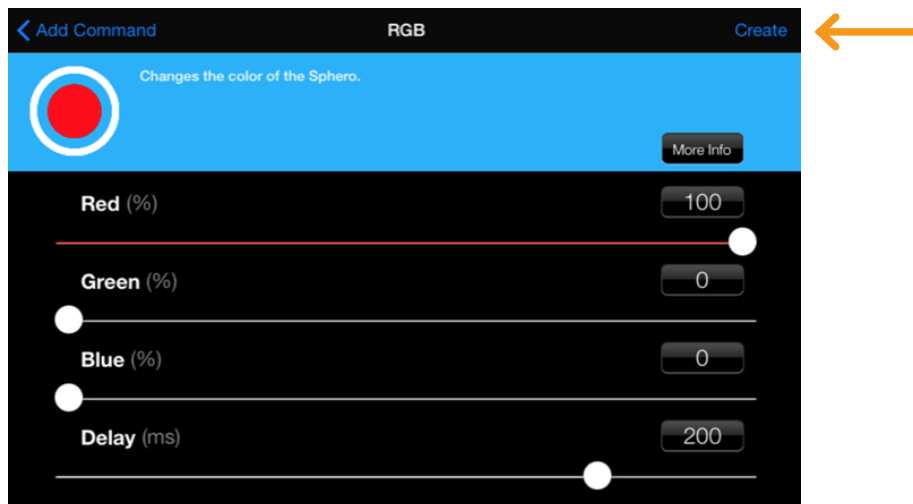 Add Command RGB Create
Changes the color of the Sphero.
More Info
Red (%) 100
Green (%) 0
Blue (%) 0
Delay (ms) 200